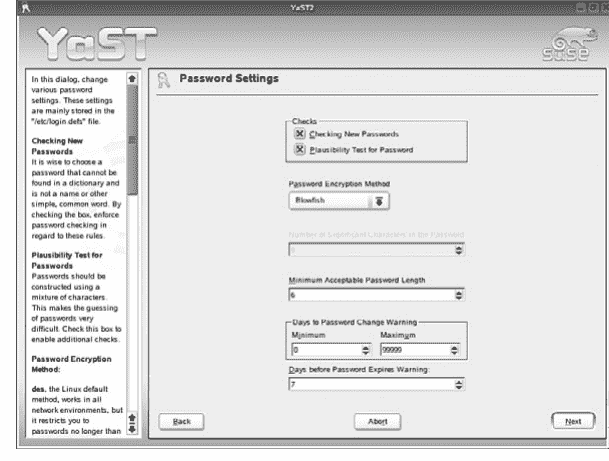 YaST2
YaST
SUSE
In this dialog, change
various password
settings. These settings
are mainly stored in the
"/etc/login.defs" file.
Checking New
Passwords
It is wise to choose a
password that cannot be
found in a dictionary and
is not a name or other
simple, common word. By
checking the box, enforce
password checking in
regard to these rules.
Plausibility Test for
Passwords
Passwords should be
constructed using a
mixture of characters.
This makes the guessing
of passwords very
difficult. Check this box to
enable additional checks.
Password Encryption
Method:
des, the Linux default
method, works in all
network environments, but
it restricts you to
passwords no longer than
Password Settings
Checks
Checking New Passwords
Plausibility Test for Password
Password Encryption Method
Blowfish
Number of Significant Characters in the Password
Minimum Acceptable Password Length
6
Days to Password Change Warning
Minimum
Maximum
0
99999
Days before Password Expires Warning:
7
Back
Abort
Next